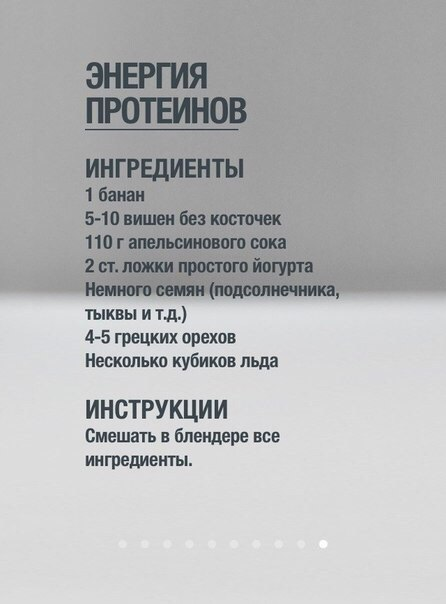 ЭНЕРГИЯ
ПРОТЕИНОВ
ИНГРЕДИЕНТЫ
1 банан
5-10 вишен без косточек
110 г апельсинового сока
2 ст. ложки простого йогурта
Немного семян (подсолнечника,
тыквы и т.д.)
4-5 грецких орехов
Несколько кубиков льда
ИНСТРУКЦИИ
Смешать в блендере все
ингредиенты.